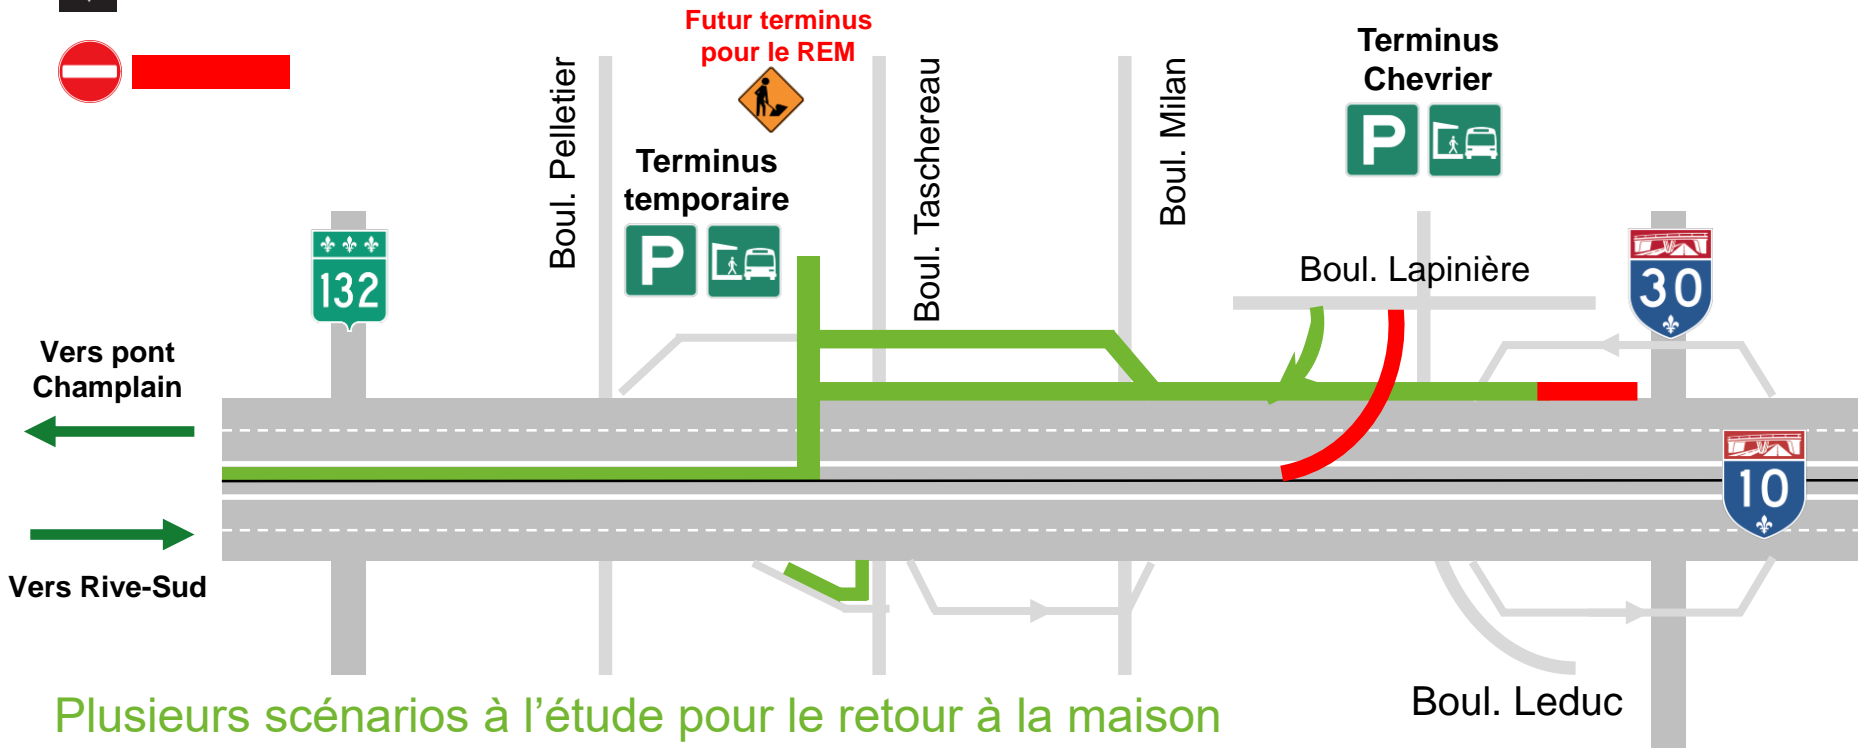 Futur terminus
pour le REM
Terminus
Chevrier
P
Boul. Pelletier
Terminus
temporaire
P
Boul. Taschereau
Boul. Milan
132
Boul. Lapinière
30
Vers pont
Champlain
10
Vers Rive-Sud
Plusieurs scénarios à l’étude pour le retour à la maison
Boul. Leduc